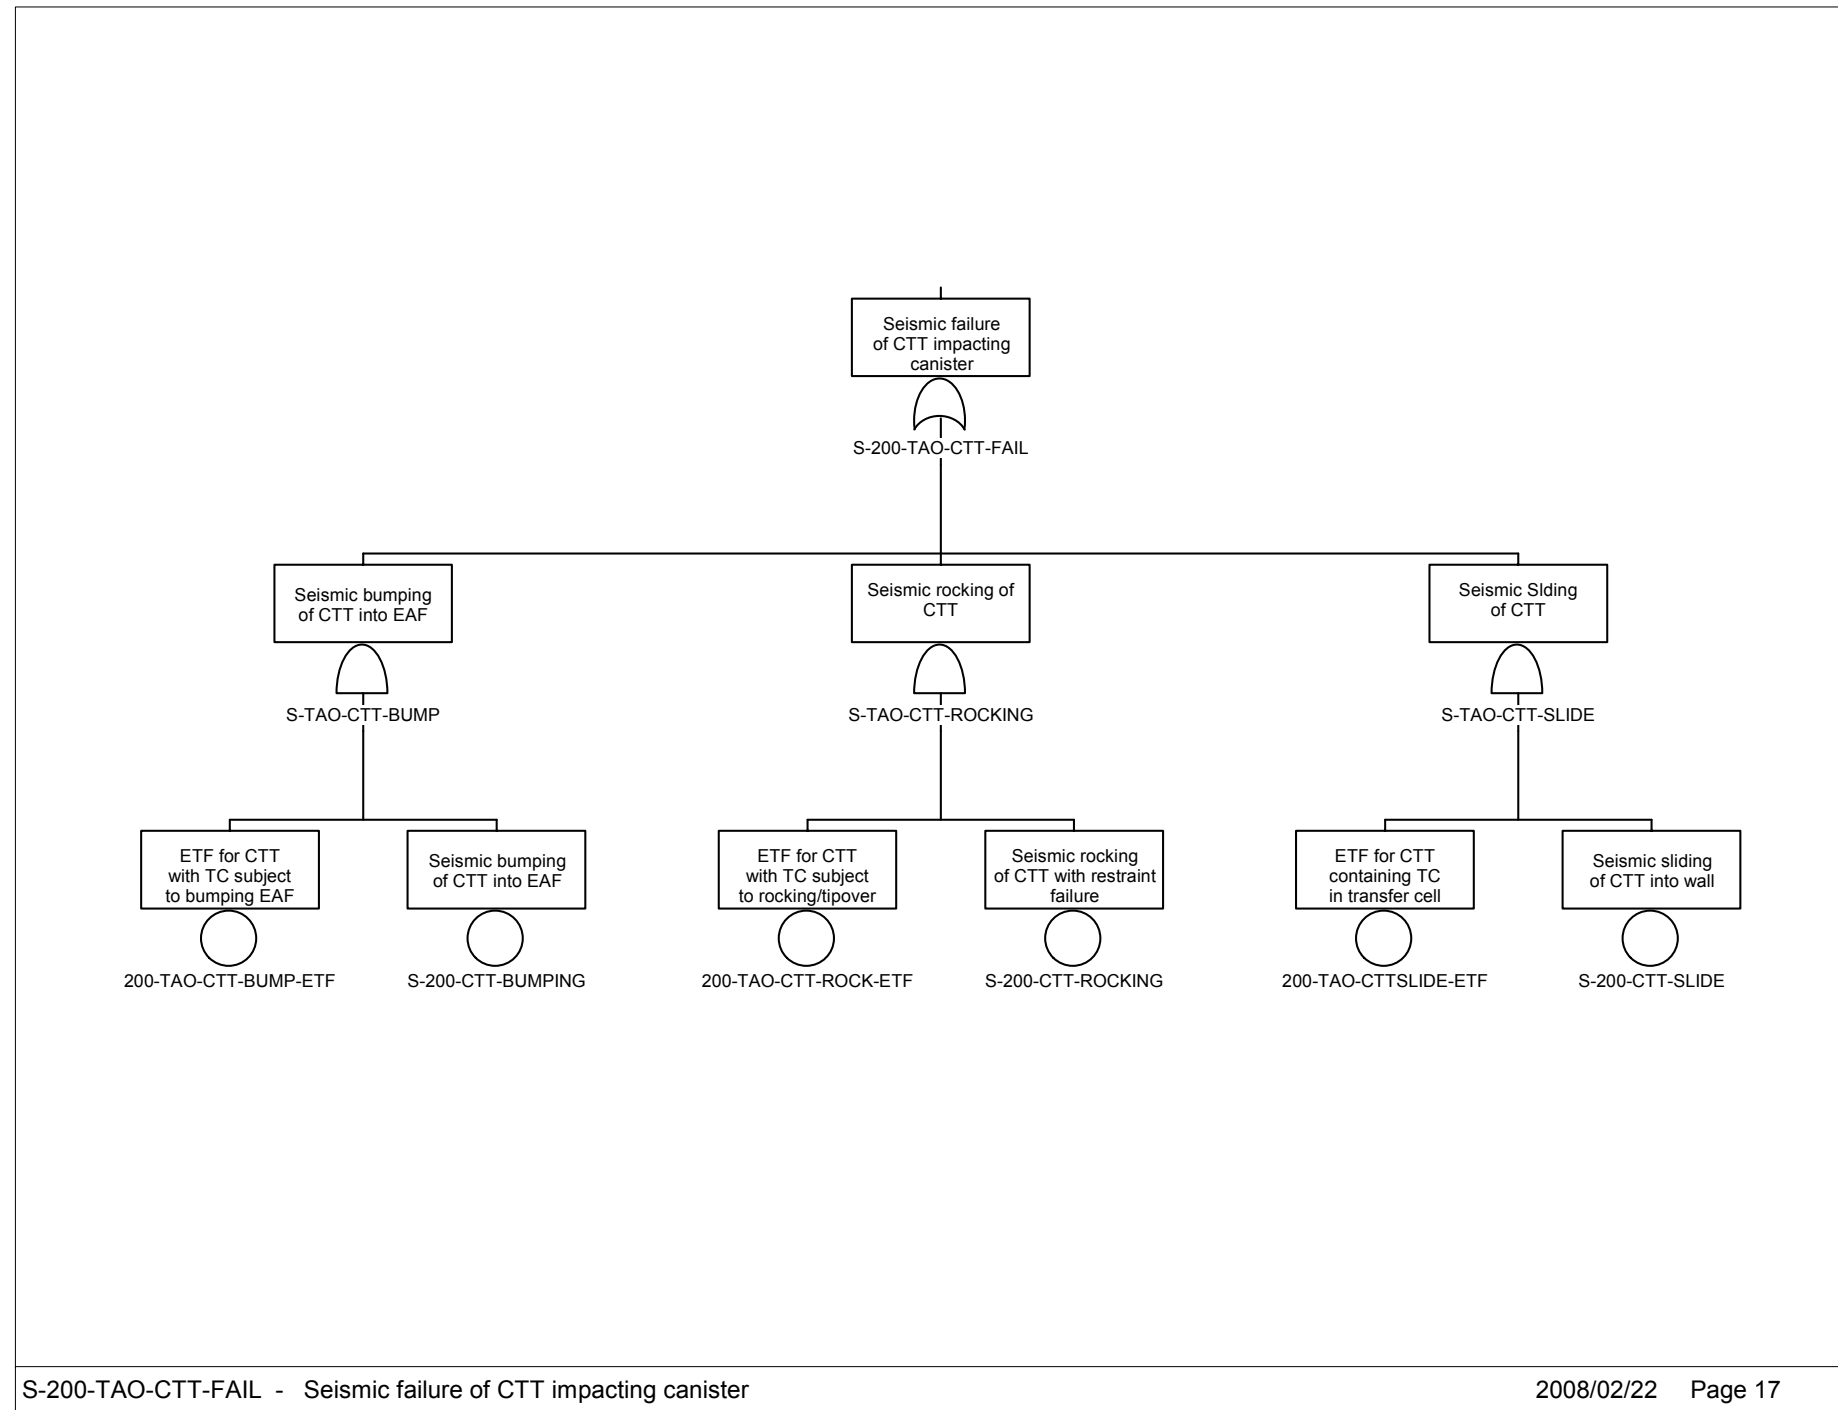 Seismic failure
of CTT impacting
canister
S-200-TAO-CTT-FAIL
Seismic bumping
of CTT into EAF
S-TAO-CTT-BUMP
Seismic rocking of
CTT
S-TAO-CTT-ROCKING
Seismic Slding
of CTT
S-TAO-CTT-SLIDE
ETF for CTT
with TC subject
to bumping EAF
200-TAO-CTT-BUMP-ETF
Seismic bumping
of CTT into EAF
S-200-CTT-BUMPING
ETF for CTT
with TC subject
to rocking/tipover
200-TAO-CTT-ROCK-ETF
Seismic rocking
of CTT with restraint
failure
S-200-CTT-ROCKING
ETF for CTT
containing TC
in transfer cell
200-TAO-CTTSLIDE-ETF
Seismic sliding
of CTT into wall
S-200-CTT-SLIDE
S-200-TAO-CTT-FAIL - Seismic failure of CTT impacting canister 2008/02/22 Page 17